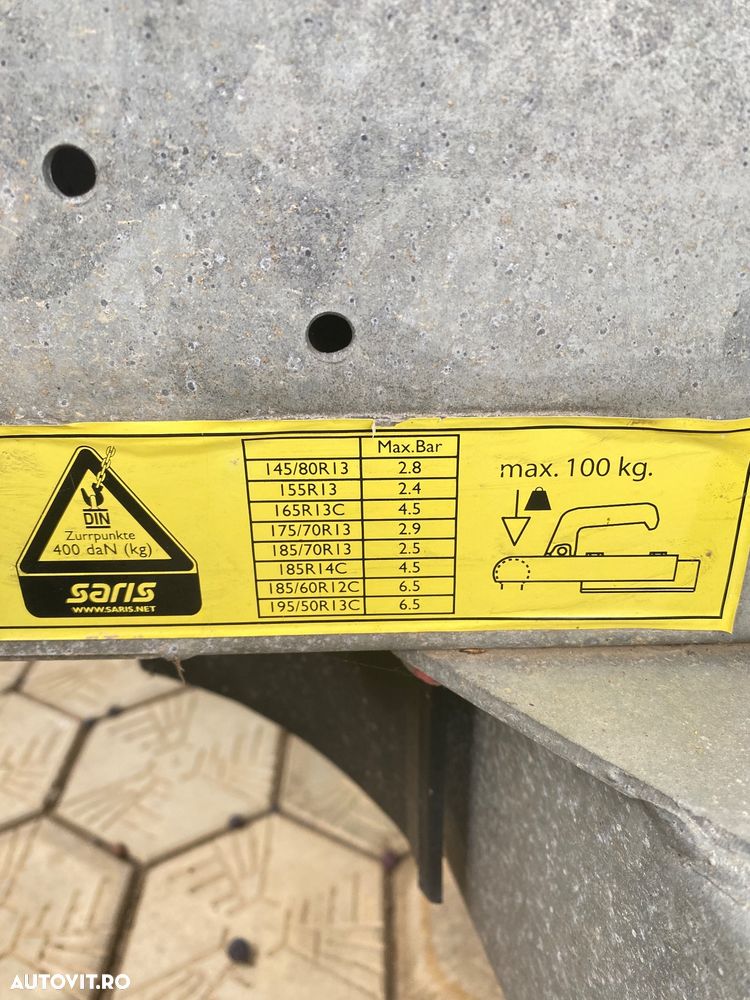 DIN
Zurrpunkte
400 daN (kg)
saris
WWW.SARIS.NET
Max.Bar
145/80R13 2.8
155R13 2.4
165R13C 4.5
175/70R13 2.9
185/70R13 2.5
185R14C 4.5
185/60R12C 6.5
195/50R13C 6.5
max. 100 kg.
AUTOVIT.RO